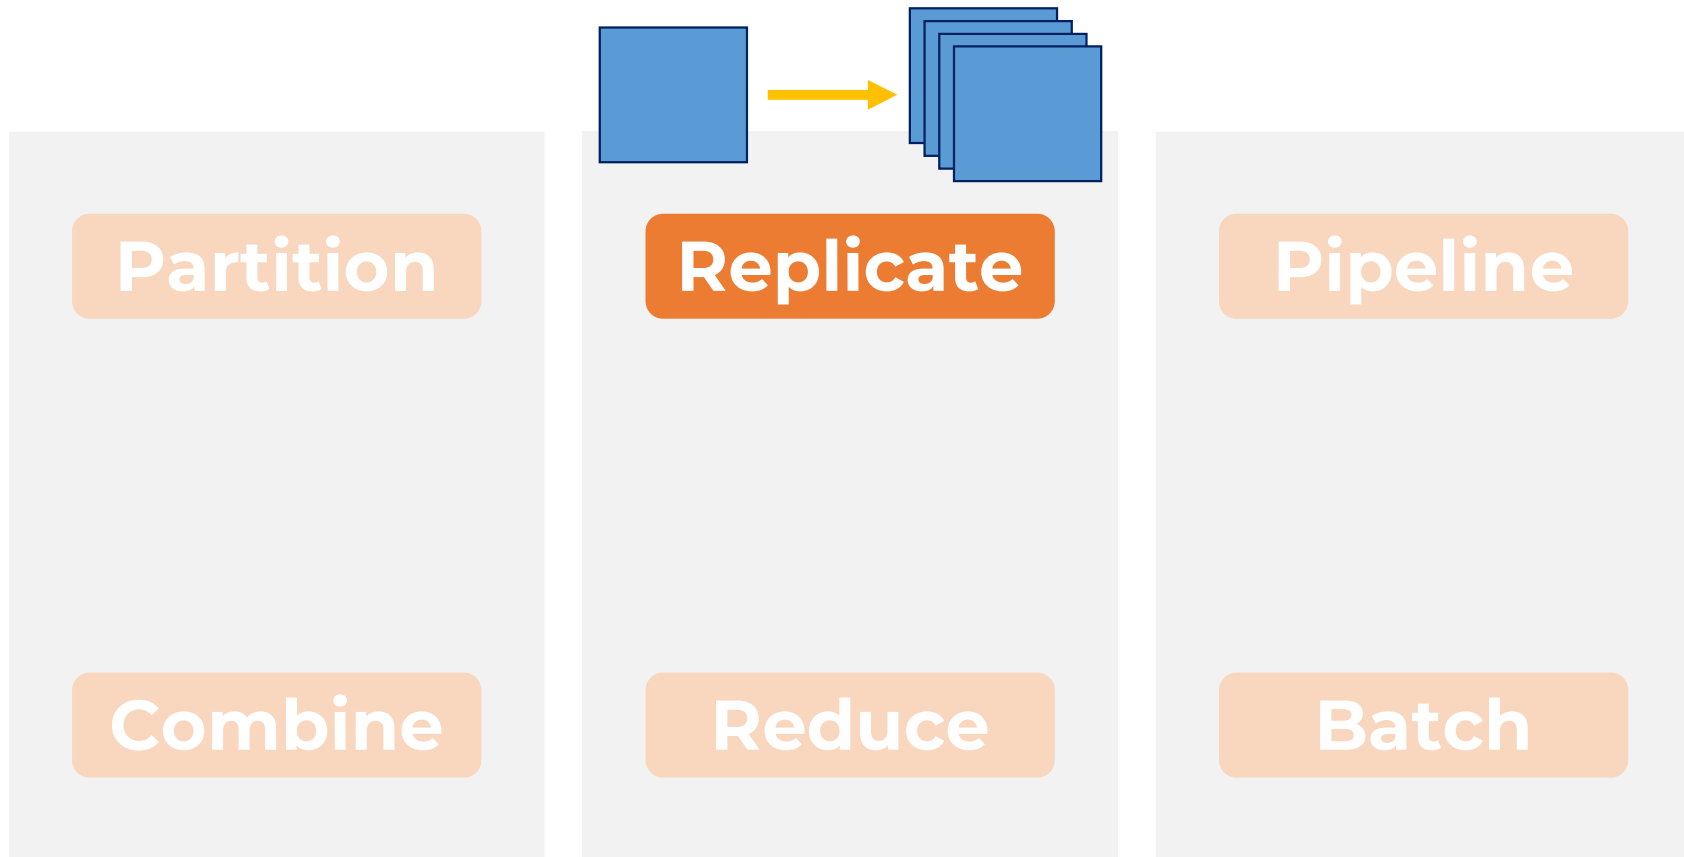 Partition
Replicate
Pipeline
Combine
Reduce
Batch